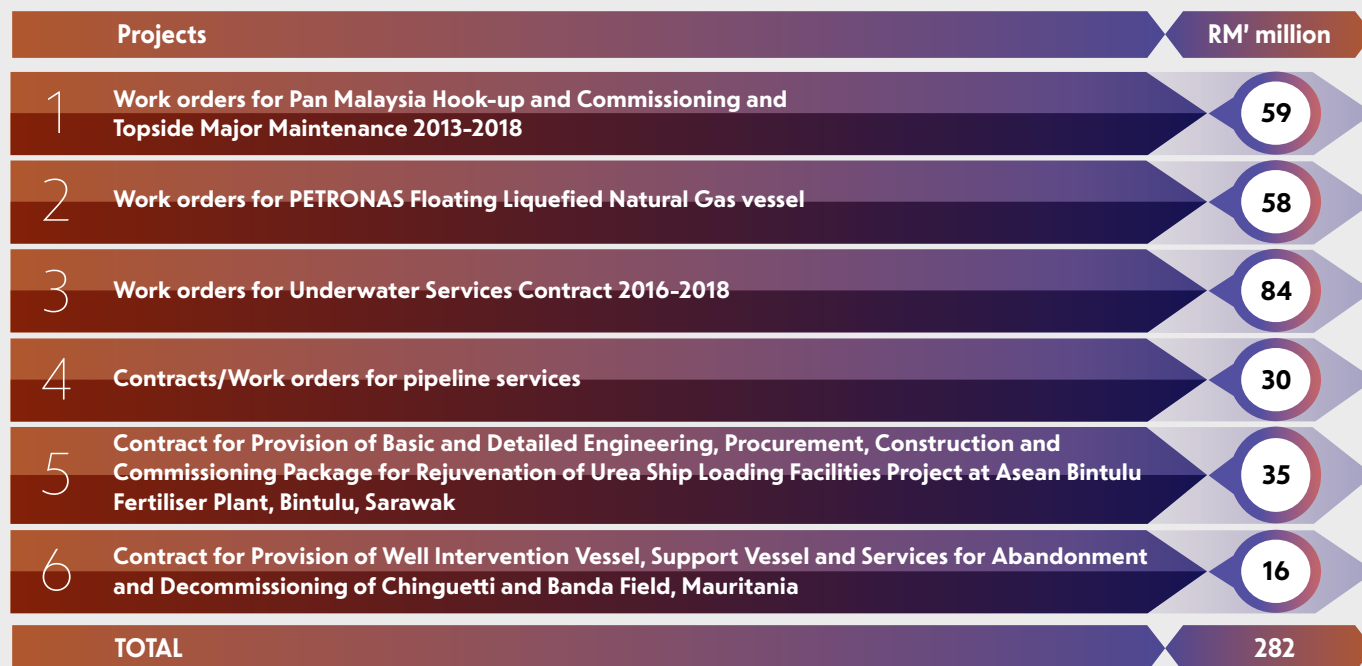 Projects RM' million
1 Work orders for Pan Malaysia Hook-up and Commissioning and
Topside Major Maintenance 2013-2018 59
2 Work orders for PETRONAS Floating Liquefied Natural Gas vessel 58
3 Work orders for Underwater Services Contract 2016-2018 84
4 Contracts/Work orders for pipeline services 30
5 Contract for Provision of Basic and Detailed Engineering, Procurement, Construction and
Commissioning Package for Rejuvenation of Urea Ship Loading Facilities Project at Asean Bintulu
Fertiliser Plant, Bintulu, Sarawak 35
6 Contract for Provision of Well Intervention Vessel, Support Vessel and Services for Abandonment
and Decommissioning of Chinguetti and Banda Field, Mauritania 16
TOTAL 282